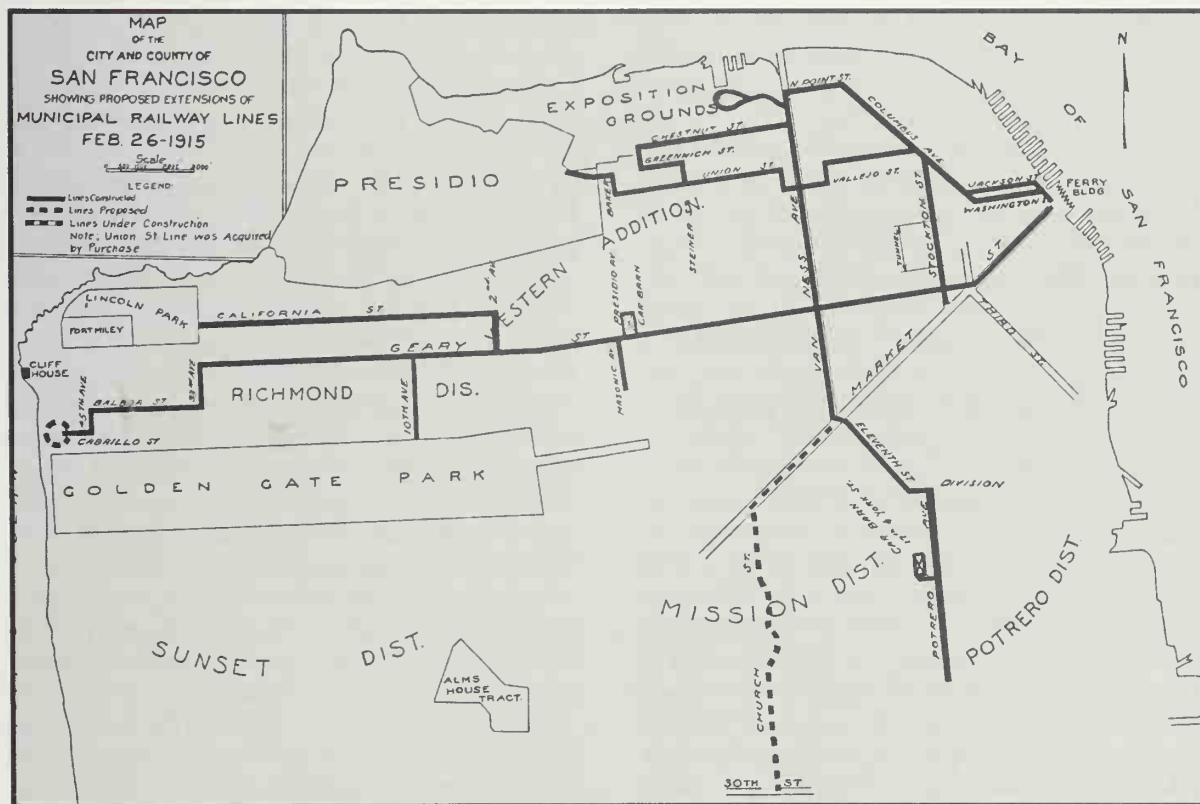 MAP
OF THE
CITY AND COUNTY OF
SAN FRANCISCO
SHOWING PROPOSED EXTENSIONS OF
MUNICIPAL RAILWAY LINES
FEB. 26-1915
Scale
LEGEND
Lines Constructed
Lines Proposed
Lines Under Construction
Note; Union St Line was Acquired
by Purchase
N
BAY OF SAN FRANCISCO
EXPOSITION
GROUNDS
N POINT ST.
COLUMBUS AVE
CHESTNUT ST.
GREENWICH ST.
UNION ST
VALLEJO ST.
JACKSON ST
WASHINGTON
FERRY
BLDG
PRESIDIO
BAKER
STEINER ST
VAN NESS AVE
STOCKTON ST
TUNNEL
WESTERN ADDITION.
PRESIDIO AV
CAR BARN
LINCOLN PARK
FORT MILEY
CALIFORNIA ST
2nd AV
GEARY ST
MASONIC AV
MARKET ST
THIRD ST.
CLIFF
HOUSE
33rd AVE
45TH AVE
BALBOA ST
CABRILLO ST
RICHMOND DIS.
10TH AVE
GOLDEN GATE PARK
ELEVENTH ST
DIVISION
CAR BARN
17TH & YORK ST.
POTRERO AVE
MISSION DIST.
POTRERO DIST.
SUNSET DIST.
ALMS
HOUSE
TRACT.
CHURCH ST.
30TH ST